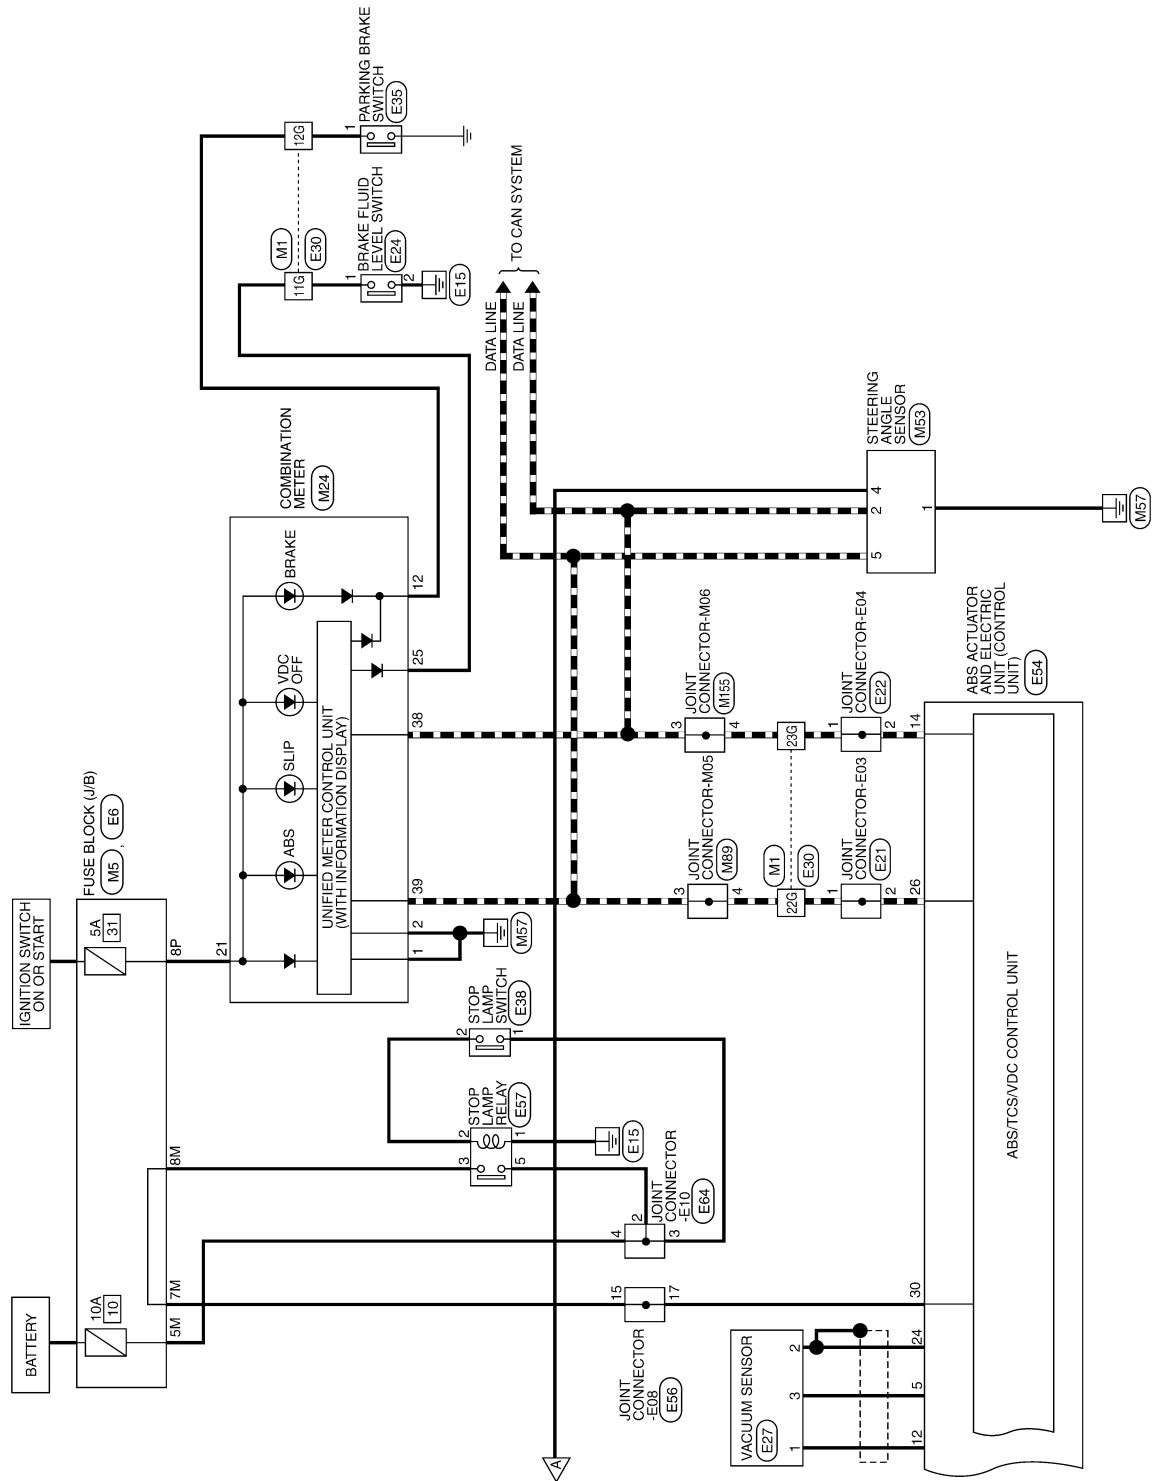 BATTERY
IGNITION SWITCH
ON OR START
FUSE BLOCK (J/B)
M5 , E6
10A
10
5A
31
5M
7M
8M
8P
21
COMBINATION
METER
M24
ABS
SLIP
VDC
OFF
BRAKE
UNIFIED METER CONTROL UNIT
(WITH INFORMATION DISPLAY)
1
2
39
38
25
12
M57
M1
E30
11G
12G
1
BRAKE FLUID
LEVEL SWITCH
E24
2
E15
1
PARKING BRAKE
SWITCH
E35
STOP
LAMP
RELAY
E57
2
3
1
5
E15
STOP
LAMP
SWITCH
E38
2
1
DATA LINE
DATA LINE
TO CAN SYSTEM
JOINT
CONNECTOR
-E10
E64
4
2
3
JOINT
CONNECTOR
-E08
E56
15
17
JOINT
CONNECTOR-M05
M89
3
4
JOINT
CONNECTOR-M06
M155
3
4
M1
E30
22G
23G
JOINT
CONNECTOR-E03
E21
1
2
JOINT
CONNECTOR-E04
E22
1
2
STEERING
ANGLE
SENSOR
M53
5
2
4
1
M57
A
VACUUM SENSOR
E27
1
3
2
12
5
24
30
26
14
ABS ACTUATOR
AND ELECTRIC
UNIT (CONTROL
UNIT)
E54
ABS/TCS/VDC CONTROL UNIT